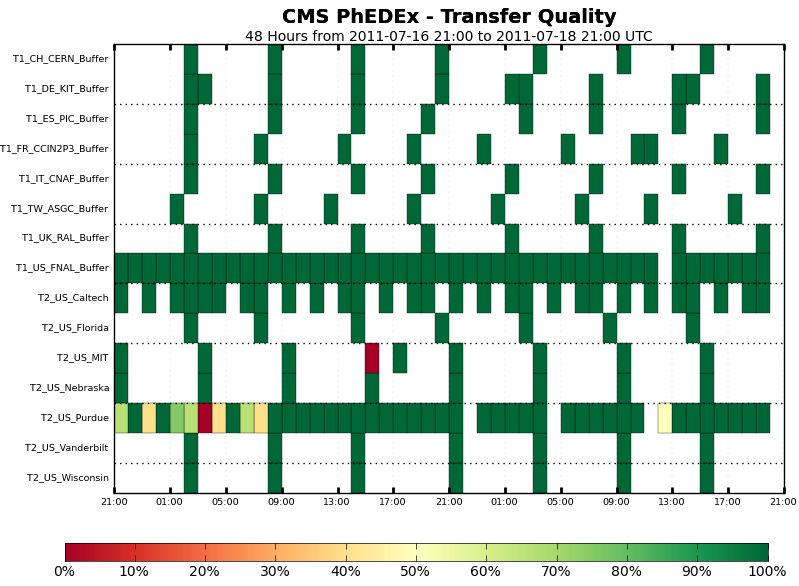 CMS PhEDEx - Transfer Quality
48 Hours from 2011-07-16 21:00 to 2011-07-18 21:00 UTC
T1_CH_CERN_Buffer
T1_DE_KIT_Buffer
T1_ES_PIC_Buffer
T1_FR_CCIN2P3_Buffer
T1_IT_CNAF_Buffer
T1_TW_ASGC_Buffer
T1_UK_RAL_Buffer
T1_US_FNAL_Buffer
T2_US_Caltech
T2_US_Florida
T2_US_MIT
T2_US_Nebraska
T2_US_Purdue
T2_US_Vanderbilt
T2_US_Wisconsin
21:00 01:00 05:00 09:00 13:00 17:00 21:00 01:00 05:00 09:00 13:00 17:00 21:00
0% 10% 20% 30% 40% 50% 60% 70% 80% 90% 100%